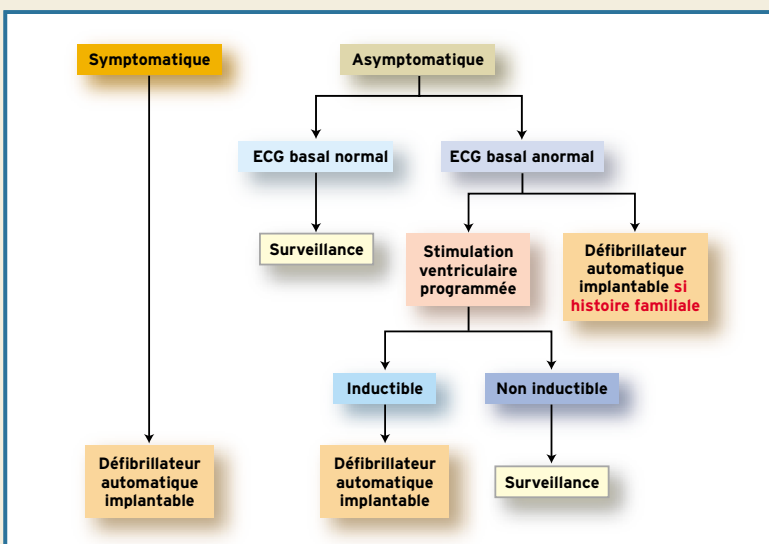 Symptomatique
Asymptomatique
ECG basal normal
ECG basal anormal
Surveillance
Stimulation
ventriculaire
programmée
Défibrillateur
automatique
implantable si
histoire familiale
Inductible
Non inductible
Défibrillateur
automatique
implantable
Défibrillateur
automatique
implantable
Surveillance